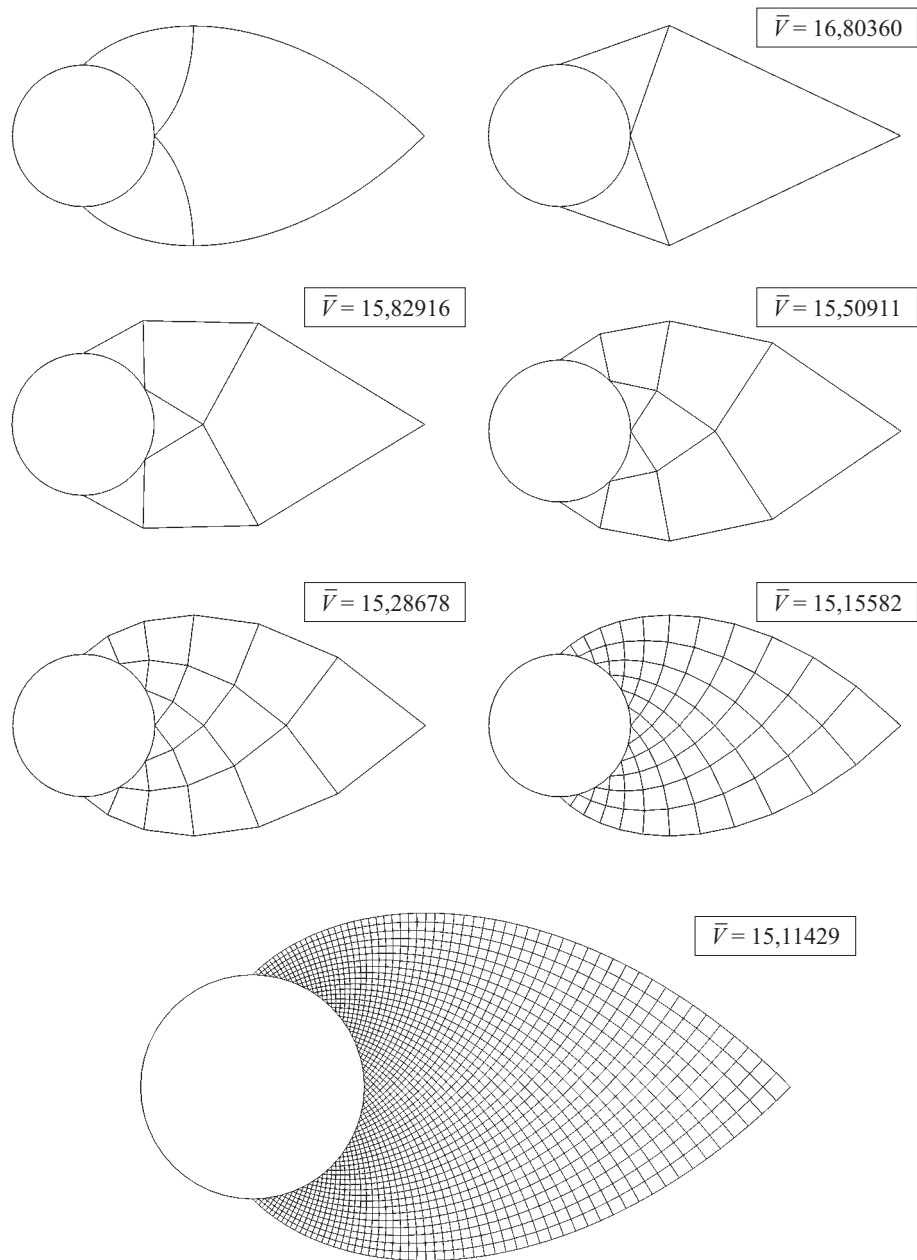 V̅ = 16,80360
V̅ = 15,82916
V̅ = 15,50911
V̅ = 15,28678
V̅ = 15,15582
V̅ = 15,11429